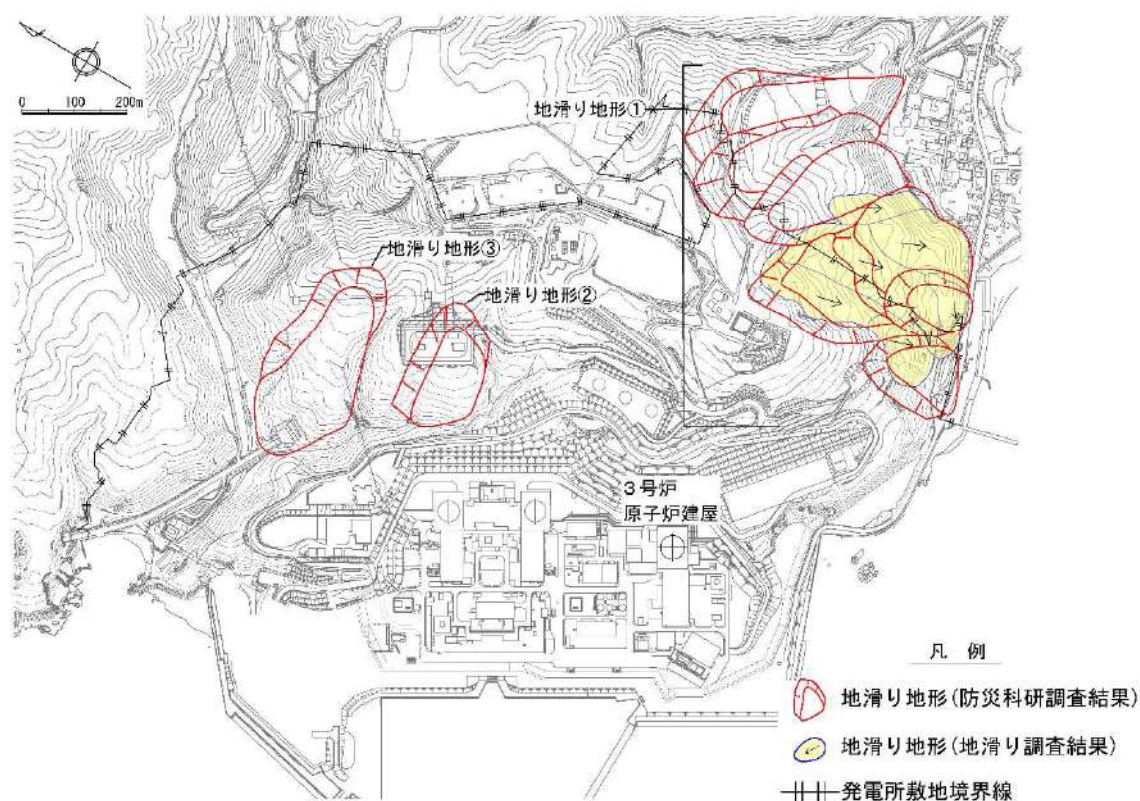 0 100 200m
地滑り地形①
地滑り地形③
地滑り地形②
3号炉
原子炉建屋
凡 例
地滑り地形(防災科研調査結果)
地滑り地形(地滑り調査結果)
発電所敷地境界線